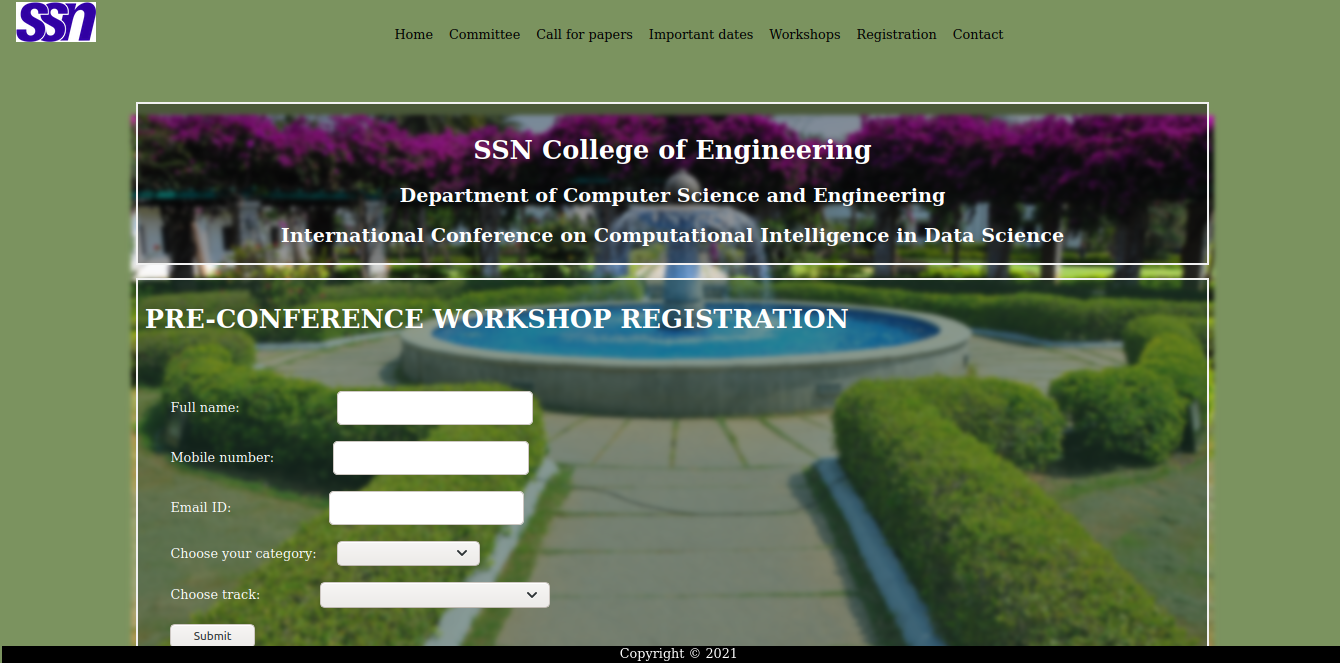 ssn
Home Committee Call for papers Important dates Workshops Registration Contact
SSN College of Engineering
Department of Computer Science and Engineering
International Conference on Computational Intelligence in Data Science
PRE-CONFERENCE WORKSHOP REGISTRATION
Full name:
Mobile number:
Email ID:
Choose your category:
Choose track:
Submit
Copyright © 2021